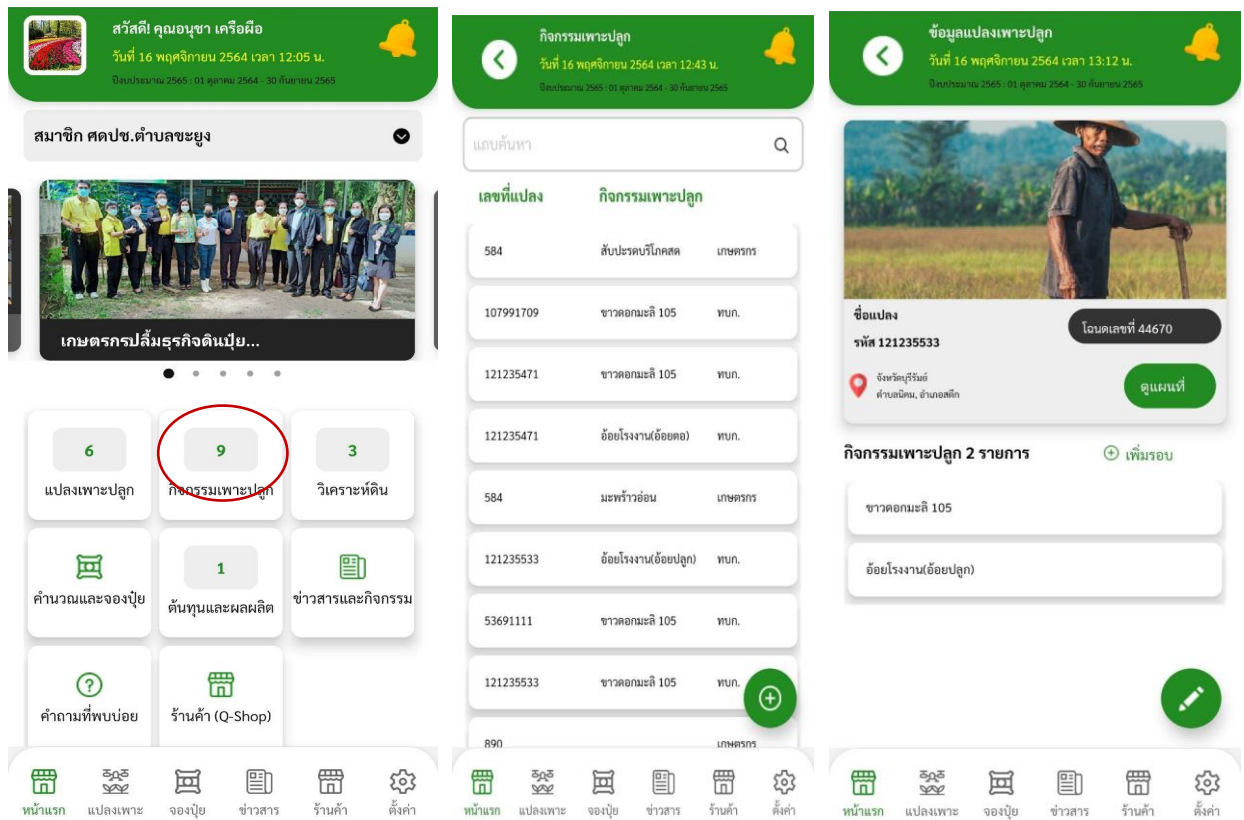 สวัสดี! คุณอนุชา เครือผือ
วันที่ 16 พฤศจิกายน 2564 เวลา 12:05 น.
ปีงบประมาณ 2565 : 01 ตุลาคม 2564 - 30 กันยายน 2565
สมาชิก ศดปช.ตำบลขะยูง
เกษตรกรปลื้มธุรกิจดินปุ๋ย...
6
แปลงเพาะปลูก
9
กิจกรรมเพาะปลูก
3
วิเคราะห์ดิน
คำนวณและจองปุ๋ย
1
ต้นทุนและผลผลิต
ข่าวสารและกิจกรรม
คำถามที่พบบ่อย
ร้านค้า (Q-Shop)
หน้าแรก แปลงเพาะ จองปุ๋ย ข่าวสาร ร้านค้า ตั้งค่า
กิจกรรมเพาะปลูก
วันที่ 16 พฤศจิกายน 2564 เวลา 12:43 น.
ปีงบประมาณ 2565 : 01 ตุลาคม 2564 - 30 กันยายน 2565
แถบค้นหา
เลขที่แปลง กิจกรรมเพาะปลูก
584 สับปะรดบริโภคสด เกษตรกร
107991709 ขาวดอกมะลิ 105 ทบก.
121235471 ขาวดอกมะลิ 105 ทบก.
121235471 อ้อยโรงงาน(อ้อยตอ) ทบก.
584 มะพร้าวอ่อน เกษตรกร
121235533 อ้อยโรงงาน(อ้อยปลูก) ทบก.
53691111 ขาวดอกมะลิ 105 ทบก.
121235533 ขาวดอกมะลิ 105 ทบก.
890 เกษตรกร
หน้าแรก แปลงเพาะ จองปุ๋ย ข่าวสาร ร้านค้า ตั้งค่า
ข้อมูลแปลงเพาะปลูก
วันที่ 16 พฤศจิกายน 2564 เวลา 13:12 น.
ปีงบประมาณ 2565 : 01 ตุลาคม 2564 - 30 กันยายน 2565
ชื่อแปลง
รหัส 121235533
โฉนดเลขที่ 44670
จังหวัดบุรีรัมย์
ตำบลนิคม, อำเภอสตึก
ดูแผนที่
กิจกรรมเพาะปลูก 2 รายการ
เพิ่มรอบ
ขาวดอกมะลิ 105
อ้อยโรงงาน(อ้อยปลูก)
หน้าแรก แปลงเพาะ จองปุ๋ย ข่าวสาร ร้านค้า ตั้งค่า